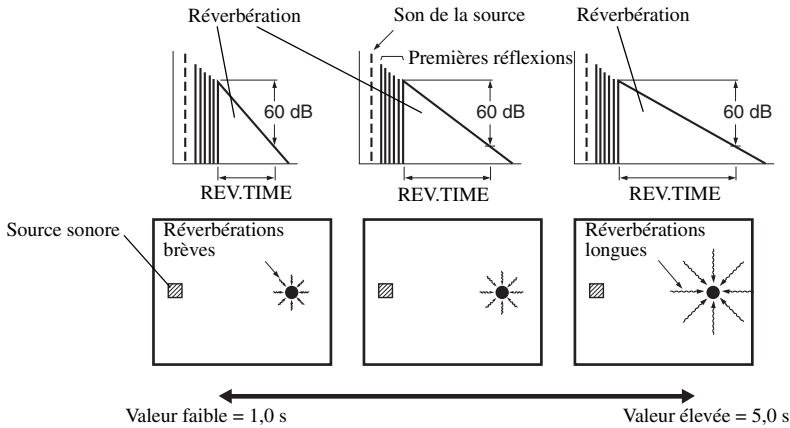 Réverbération
Son de la source
Réverbération
Premières réflexions
60 dB
60 dB
60 dB
REV.TIME
REV.TIME
REV.TIME
Source sonore
Réverbérations
brèves
Réverbérations
longues
Valeur faible = 1,0 s
Valeur élevée = 5,0 s